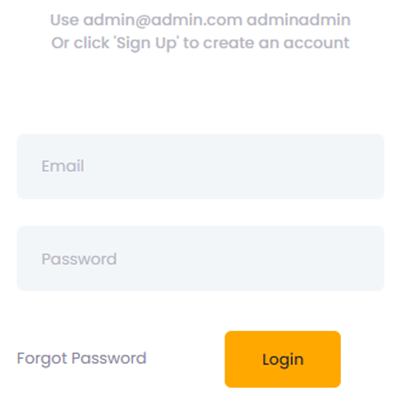 Use admin@admin.com adminadmin
Or click 'Sign Up' to create an account
Email
Password
Forgot Password
Login